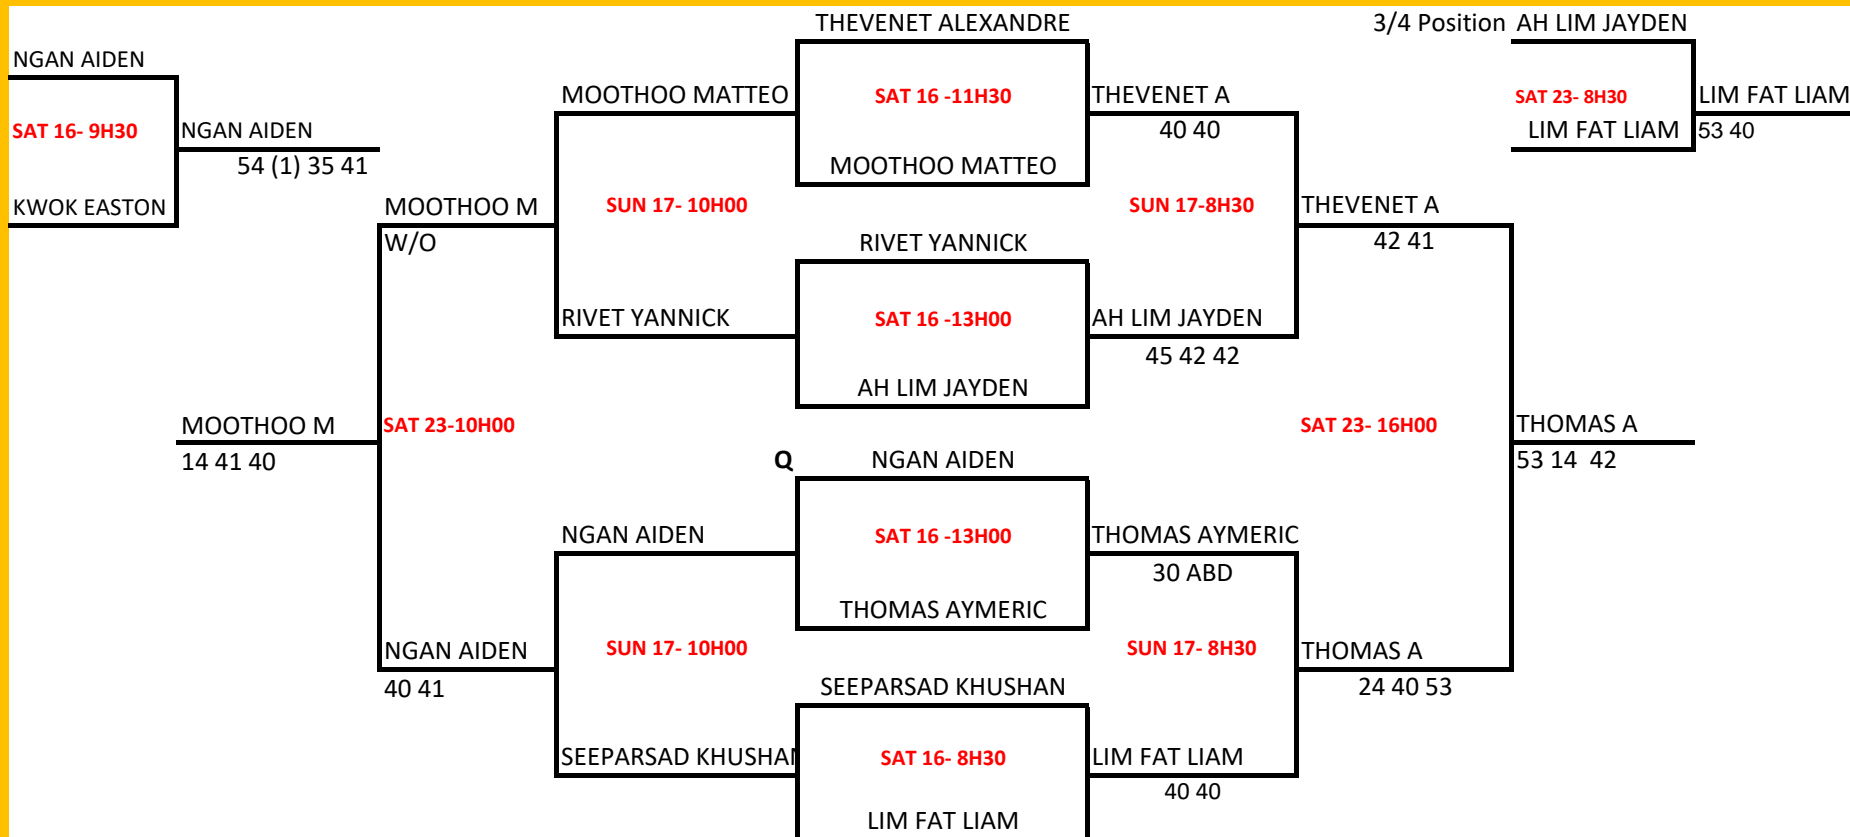 THEVENET ALEXANDRE
3/4 Position AH LIM JAYDEN
NGAN AIDEN
MOOTHOO MATTEO
SAT 16 -11H30
THEVENET A
SAT 23- 8H30
LIM FAT LIAM
SAT 16- 9H30
NGAN AIDEN
40 40
LIM FAT LIAM
53 40
54 (1) 35 41
MOOTHOO MATTEO
KWOK EASTON
MOOTHOO M
SUN 17- 10H00
SUN 17-8H30
THEVENET A
W/O
RIVET YANNICK
42 41
RIVET YANNICK
SAT 16 -13H00
AH LIM JAYDEN
45 42 42
AH LIM JAYDEN
MOOTHOO M
SAT 23-10H00
SAT 23- 16H00
THOMAS A
14 41 40
Q
NGAN AIDEN
53 14 42
NGAN AIDEN
SAT 16 -13H00
THOMAS AYMERIC
30 ABD
THOMAS AYMERIC
NGAN AIDEN
SUN 17- 10H00
SUN 17- 8H30
THOMAS A
40 41
SEEPARSAD KHUSHAN
24 40 53
SEEPARSAD KHUSHAN
SAT 16- 8H30
LIM FAT LIAM
40 40
LIM FAT LIAM